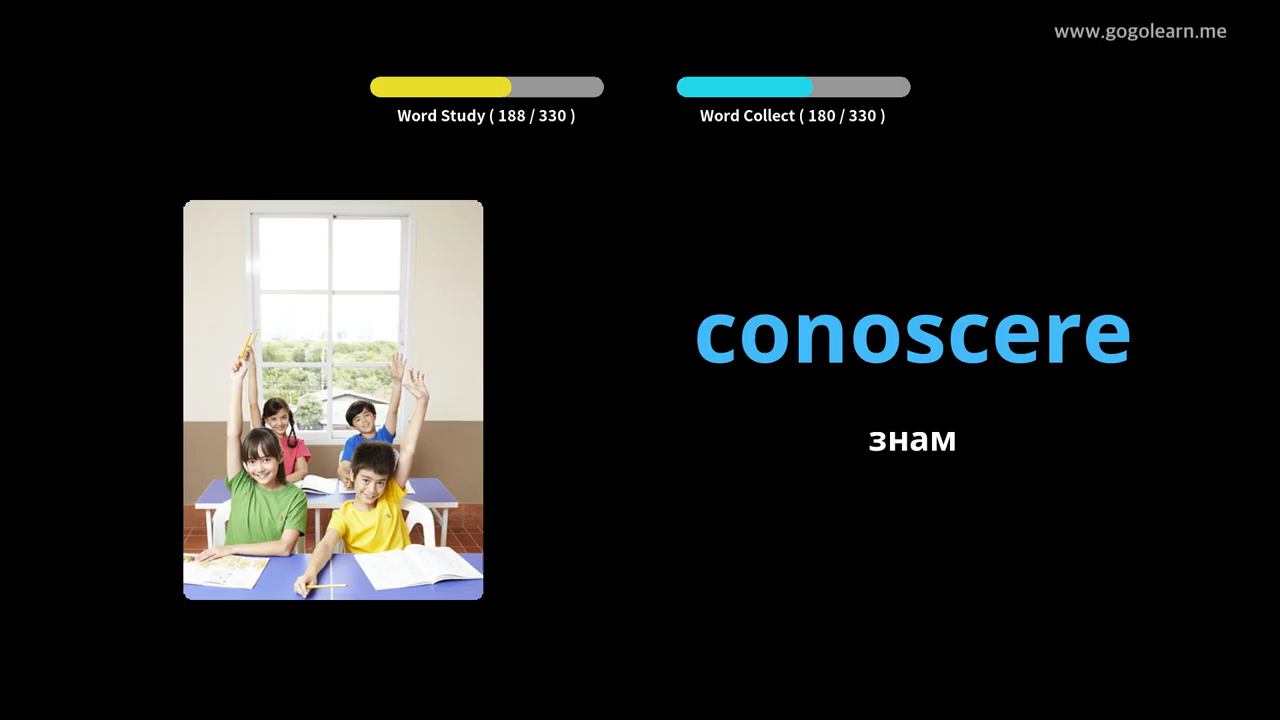 www.gogolearn.me
Word Study ( 188 / 330 )
Word Collect ( 180 / 330 )
conoscere
знам